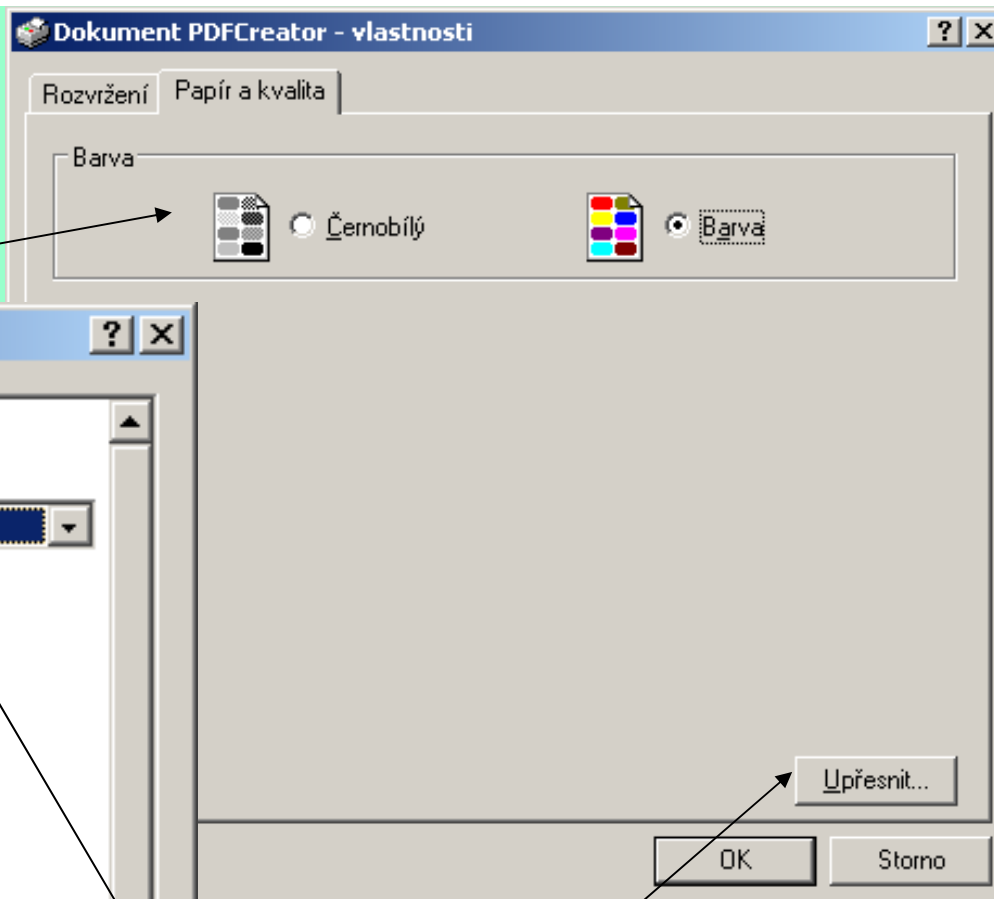 Dokument PDFCreator - vlastnosti
Rozvržení Papír a kvalita
Barva
Černobílý Barva
Upřesnit...
OK Storno